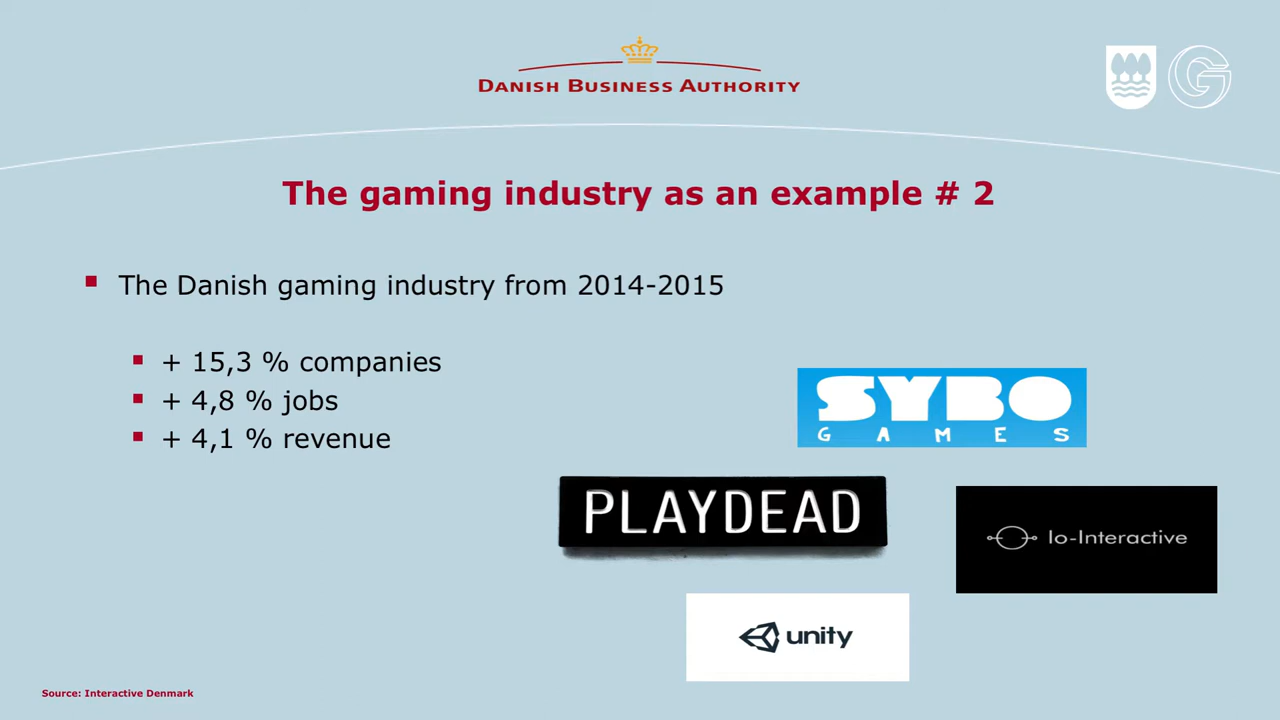 DANISH BUSINESS AUTHORITY
The gaming industry as an example # 2
The Danish gaming industry from 2014-2015
+ 15,3 % companies
+ 4,8 % jobs
+ 4,1 % revenue
SYBO
GAMES
PLAYDEAD
Io-Interactive
unity
Source: Interactive Denmark